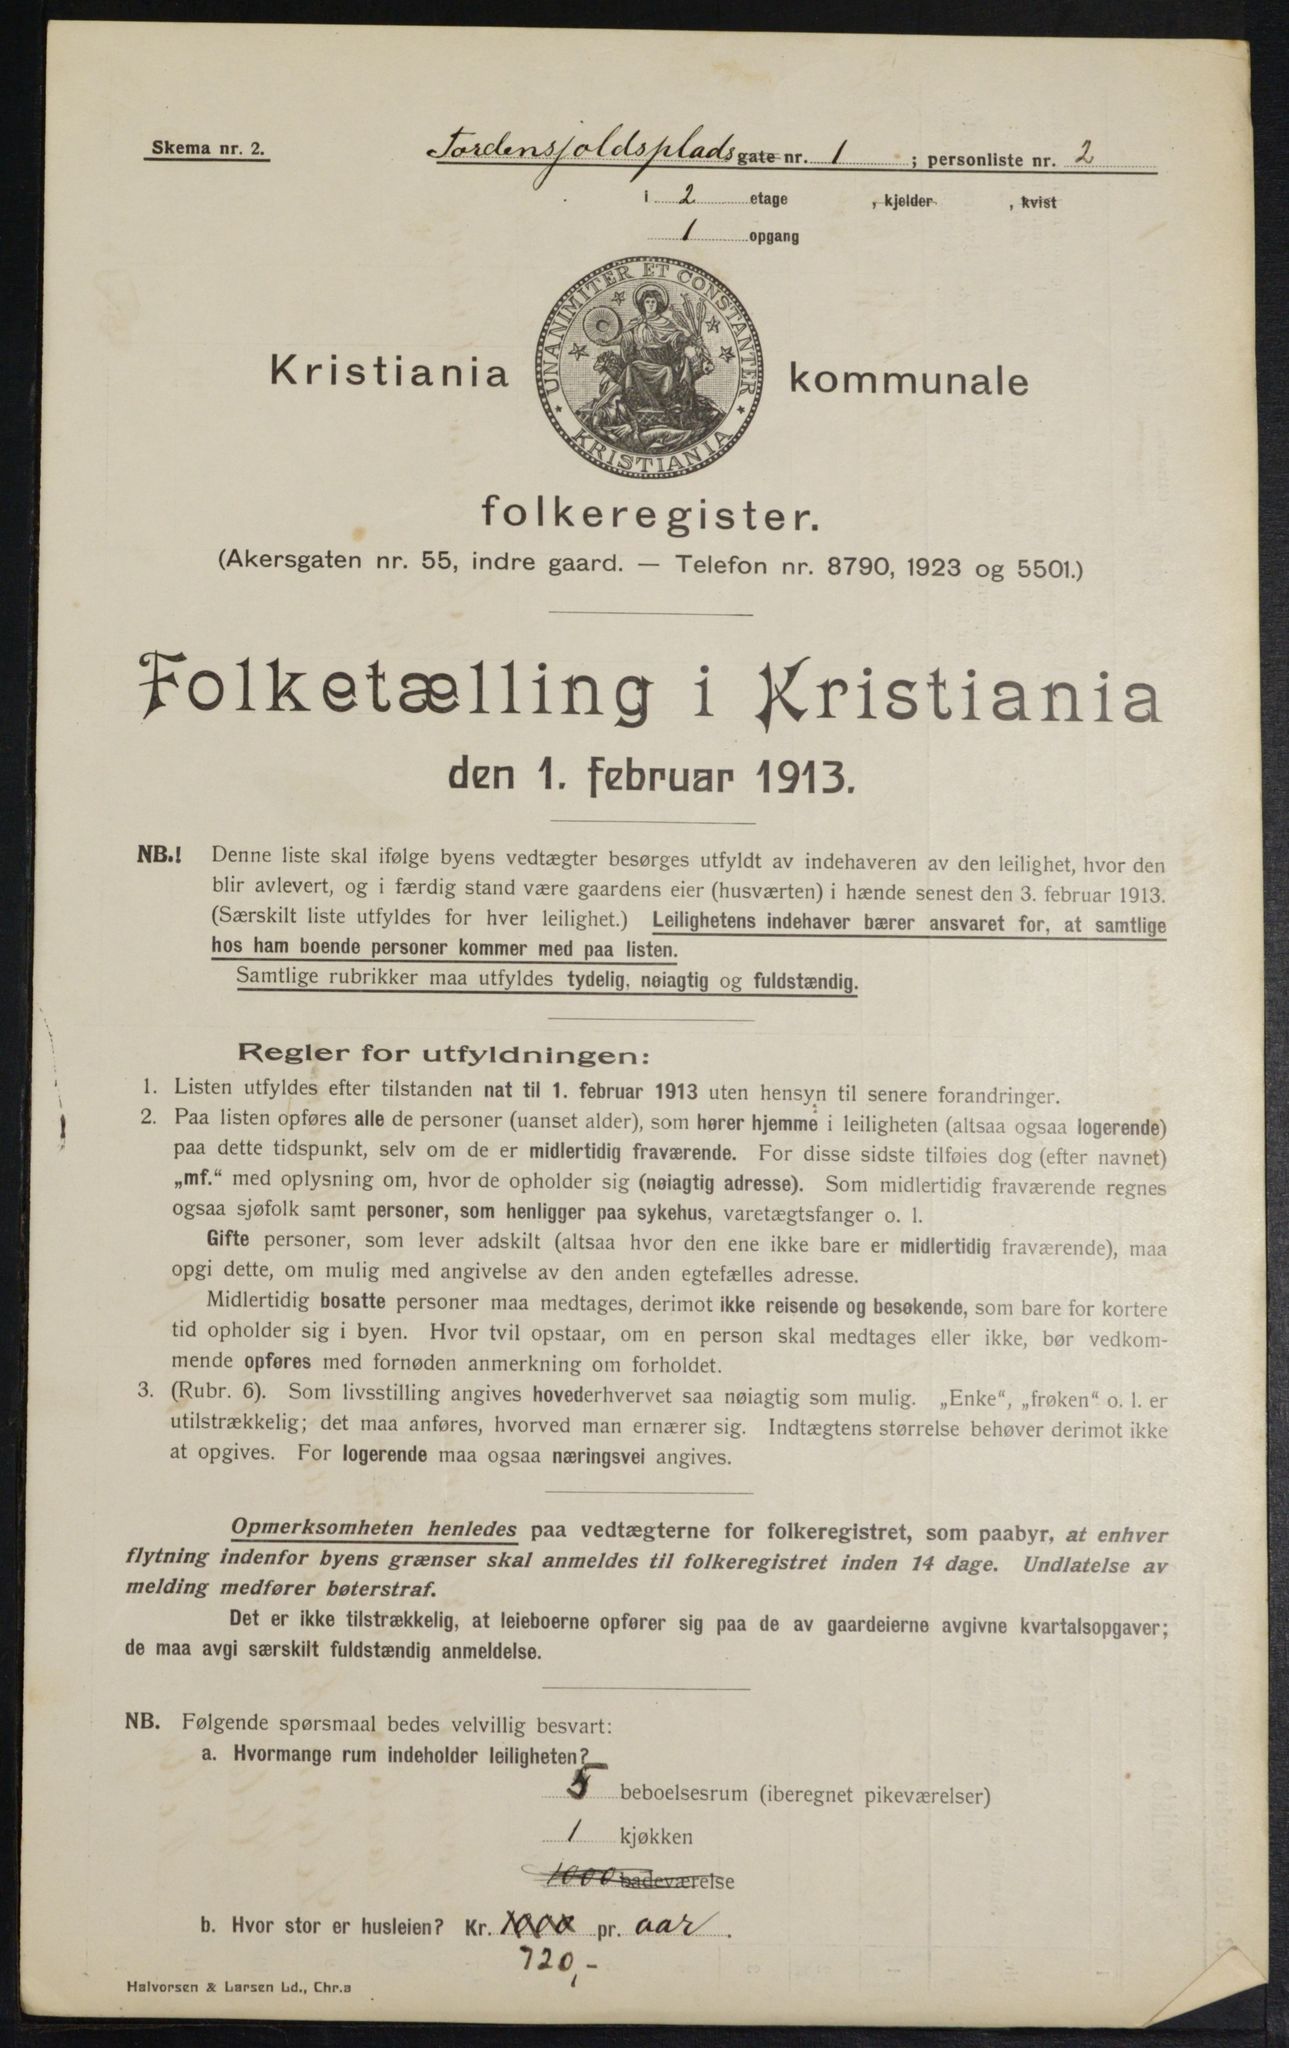 Skema nr. 2.
Tordensjoldsplads gate nr. 1 ; personliste nr. 2
i 2 etage , kjelder , kvist
1 opgang
UNANIMITER ET CONSTANTER
KRISTIANIA
Kristiania kommunale
folkeregister.
(Akersgaten nr. 55, indre gaard. — Telefon nr. 8790, 1923 og 5501.)
Folketælling i Kristiania
den 1. februar 1913.
NB.! Denne liste skal ifølge byens vedtægter besørges utfyldt av indehaveren av den leilighet, hvor den
blir avlevert, og i færdig stand være gaardens eier (husværten) i hænde senest den 3. februar 1913.
(Særskilt liste utfyldes for hver leilighet.) Leilighetens indehaver bærer ansvaret for, at samtlige
hos ham boende personer kommer med paa listen.
Samtlige rubrikker maa utfyldes tydelig, nøiagtig og fuldstændig.
Regler for utfyldningen:
1. Listen utfyldes efter tilstanden nat til 1. februar 1913 uten hensyn til senere forandringer.
2. Paa listen opføres alle de personer (uanset alder), som hører hjemme i leiligheten (altsaa ogsaa logerende)
paa dette tidspunkt, selv om de er midlertidig fraværende. For disse sidste tilføies dog (efter navnet)
„mf.“ med oplysning om, hvor de opholder sig (nøiagtig adresse). Som midlertidig fraværende regnes
ogsaa sjøfolk samt personer, som henligger paa sykehus, varetægtsfanger o. l.
Gifte personer, som lever adskilt (altsaa hvor den ene ikke bare er midlertidig fraværende), maa
opgi dette, om mulig med angivelse av den anden egtefælles adresse.
Midlertidig bosatte personer maa medtages, derimot ikke reisende og besøkende, som bare for kortere
tid opholder sig i byen. Hvor tvil opstaar, om en person skal medtages eller ikke, bør vedkom-
mende opføres med fornøden anmerkning om forholdet.
3. (Rubr. 6). Som livsstilling angives hovederhvervet saa nøiagtig som mulig. „Enke“, „frøken“ o. l. er
utilstrækkelig; det maa anføres, hvorved man ernærer sig. Indtægtens størrelse behøver derimot ikke
at opgives. For logerende maa ogsaa næringsvei angives.
Opmerksomheten henledes paa vedtægterne for folkeregistret, som paabyr, at enhver
flytning indenfor byens grænser skal anmeldes til folkeregistret inden 14 dage. Undlatelse av
melding medfører bøterstraf.
Det er ikke tilstrækkelig, at leieboerne opfører sig paa de av gaardeierne avgivne kvartalsopgaver;
de maa avgi særskilt fuldstændig anmeldelse.
NB. Følgende spørsmaal bedes velvillig besvart:
a. Hvormange rum indeholder leiligheten?
5 beboelsesrum (iberegnet pikeværelser)
1 kjøkken
1000 badeværelse
b. Hvor stor er husleien? Kr. 1000 pr. aar.
720,-
Halvorsen & Larsen Ld., Chr.a